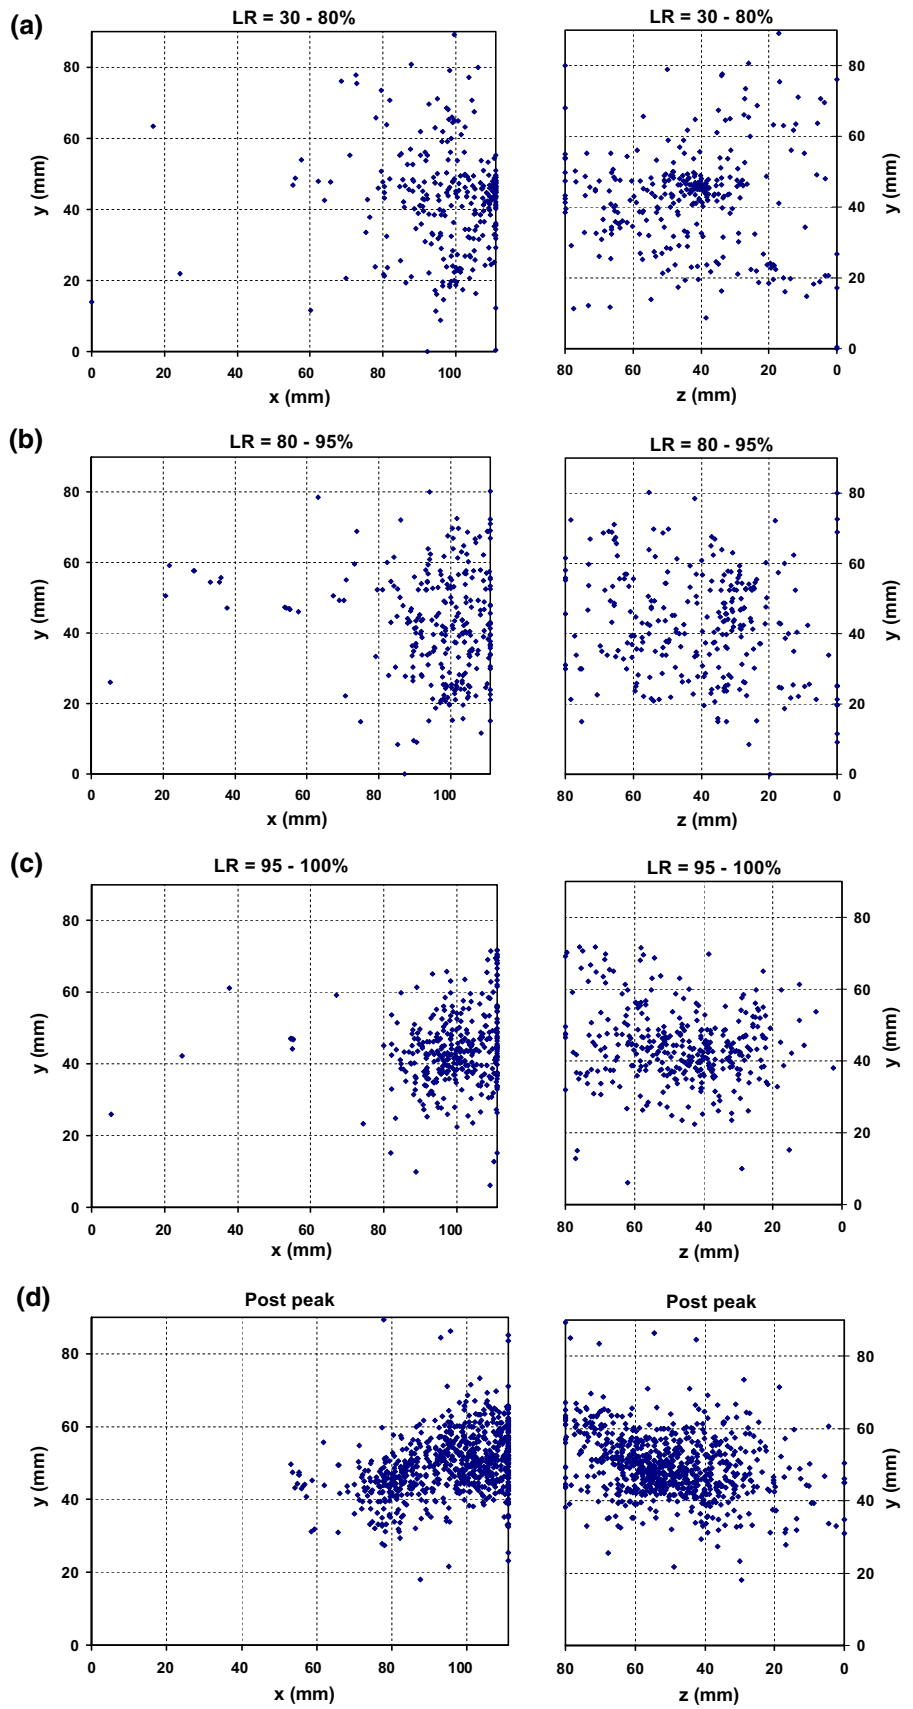 (a)
LR = 30 - 80%
LR = 30 - 80%
80
60
40
20
0
y (mm)
0 20 40 60 80 100
x (mm)
80
60
40
20
0
y (mm)
80 60 40 20 0
z (mm)
(b)
LR = 80 - 95%
LR = 80 - 95%
80
60
40
20
0
y (mm)
0 20 40 60 80 100
x (mm)
80
60
40
20
0
y (mm)
80 60 40 20 0
z (mm)
(c)
LR = 95 - 100%
LR = 95 - 100%
80
60
40
20
0
y (mm)
0 20 40 60 80 100
x (mm)
80
60
40
20
0
y (mm)
80 60 40 20 0
z (mm)
(d)
Post peak
Post peak
80
60
40
20
0
y (mm)
0 20 40 60 80 100
x (mm)
80
60
40
20
0
y (mm)
80 60 40 20 0
z (mm)